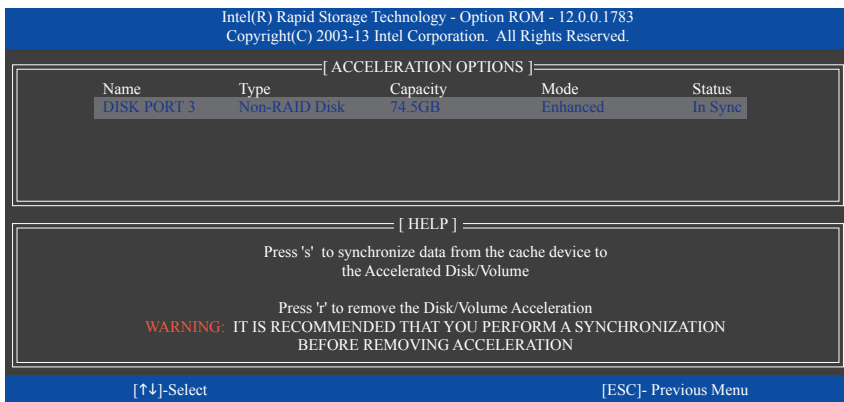 Intel(R) Rapid Storage Technology - Option ROM - 12.0.0.1783
Copyright(C) 2003-13 Intel Corporation.  All Rights Reserved.
[ ACCELERATION OPTIONS ]
Name Type Capacity Mode Status
DISK PORT 3 Non-RAID Disk 74.5GB Enhanced In Sync
[ HELP ]
Press 's'  to synchronize data from the cache device to
the Accelerated Disk/Volume
Press 'r' to remove the Disk/Volume Acceleration
WARNING:  IT IS RECOMMENDED THAT YOU PERFORM A SYNCHRONIZATION
BEFORE REMOVING ACCELERATION
[↑↓]-Select [ESC]- Previous Menu